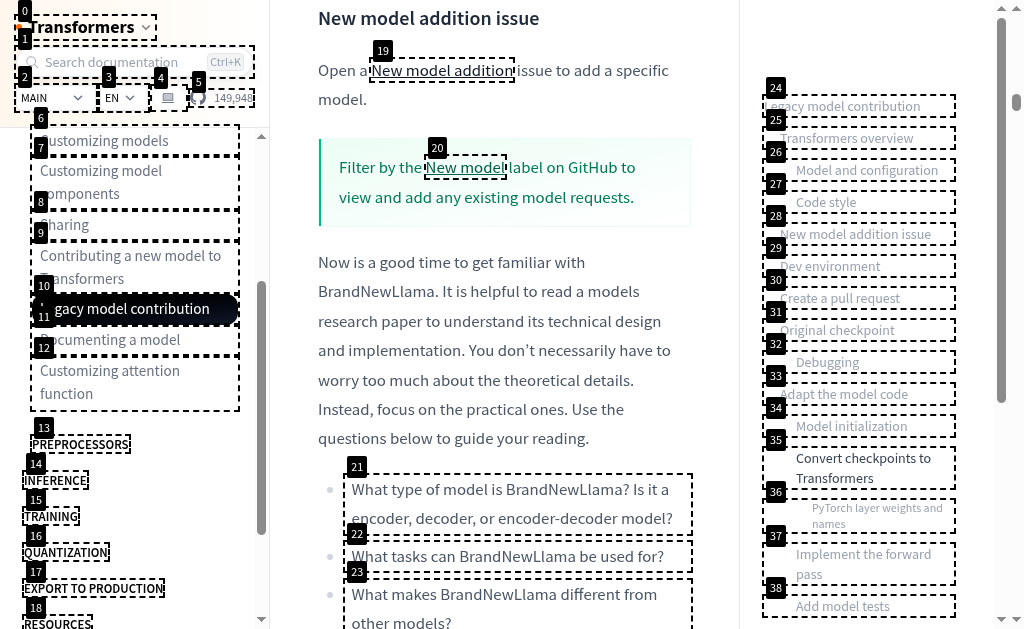 0
Transformers
1
Search documentation
Ctrl+K
2
MAIN
3
EN
4
5
149,948
6
Customizing models
7
Customizing model
components
8
Sharing
9
Contributing a new model to
Transformers
10
Legacy model contribution
11
Documenting a model
12
Customizing attention
function
13
PREPROCESSORS
14
INFERENCE
15
TRAINING
16
QUANTIZATION
17
EXPORT TO PRODUCTION
18
RESOURCES
New model addition issue
19
Open a New model addition issue to add a specific
model.
20
Filter by the New model label on GitHub to
view and add any existing model requests.
Now is a good time to get familiar with
BrandNewLlama. It is helpful to read a models
research paper to understand its technical design
and implementation. You don’t necessarily have to
worry too much about the theoretical details.
Instead, focus on the practical ones. Use the
questions below to guide your reading.
21
What type of model is BrandNewLlama? Is it a
encoder, decoder, or encoder-decoder model?
22
What tasks can BrandNewLlama be used for?
23
What makes BrandNewLlama different from
other models?
24
Legacy model contribution
25
Transformers overview
26
Model and configuration
27
Code style
28
New model addition issue
29
Dev environment
30
Create a pull request
31
Original checkpoint
32
Debugging
33
Adapt the model code
34
Model initialization
35
Convert checkpoints to
Transformers
36
PyTorch layer weights and
names
37
Implement the forward
pass
38
Add model tests